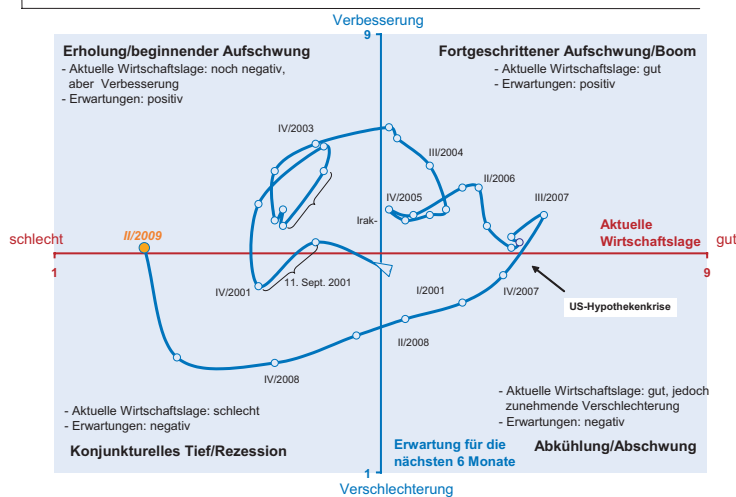 Verbesserung
9
Erholung/beginnender Aufschwung
- Aktuelle Wirtschaftslage: noch negativ,
aber Verbesserung
- Erwartungen: positiv
Fortgeschrittener Aufschwung/Boom
- Aktuelle Wirtschaftslage: gut
- Erwartungen: positiv
IV/2003
III/2004
II/2006
IV/2005
III/2007
Irak-
II/2009
Aktuelle
Wirtschaftslage
schlecht
gut
1
9
11. Sept. 2001
IV/2001
I/2001
IV/2007
US-Hypothekenkrise
II/2008
IV/2008
- Aktuelle Wirtschaftslage: gut, jedoch
zunehmende Verschlechterung
- Erwartungen: negativ
- Aktuelle Wirtschaftslage: schlecht
- Erwartungen: negativ
Konjunkturelles Tief/Rezession
Erwartung für die
nächsten 6 Monate
Abkühlung/Abschwung
1
Verschlechterung